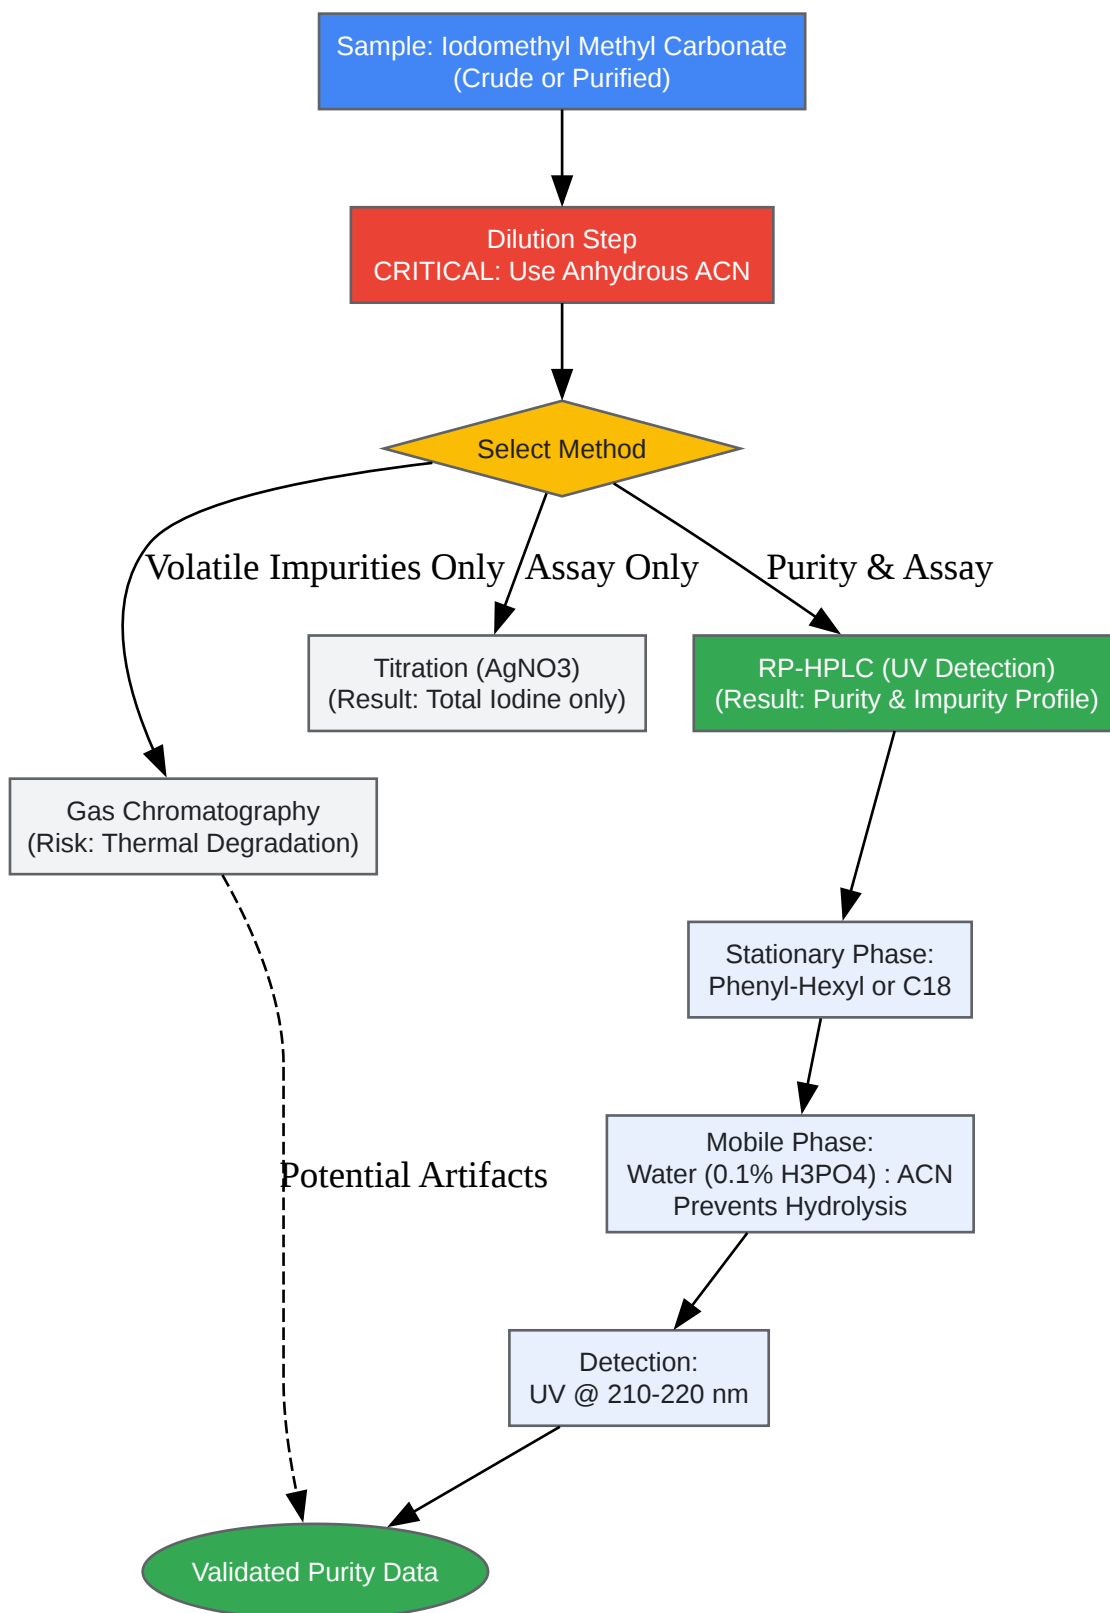 Sample: Iodomethyl Methyl Carbonate
(Crude or Purified)
Dilution Step
CRITICAL: Use Anhydrous ACN
Select Method
Volatile Impurities Only
Assay Only
Purity & Assay
Titration (AgNO3)
(Result: Total Iodine only)
RP-HPLC (UV Detection)
(Result: Purity & Impurity Profile)
Gas Chromatography
(Risk: Thermal Degradation)
Stationary Phase:
Phenyl-Hexyl or C18
Mobile Phase:
Water (0.1% H3PO4) : ACN
Prevents Hydrolysis
Potential Artifacts
Detection:
UV @ 210-220 nm
Validated Purity Data